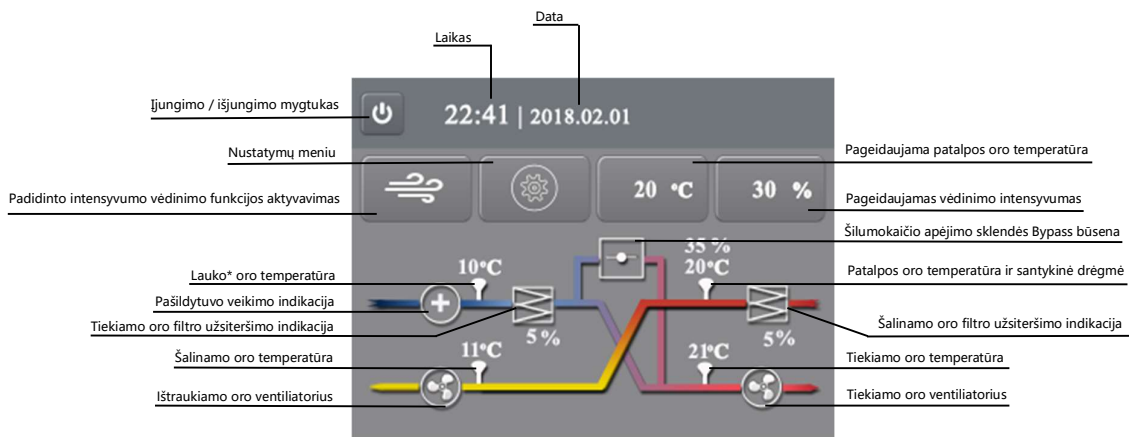 Data
Laikas
Įjungimo / išjungimo mygtukas
22:41 | 2018.02.01
Nustatymų meniu
Pageidaujama patalpos oro temperatūra
20 °C
30 %
Padidinto intensyvumo vėdinimo funkcijos aktyvavimas
Pageidaujamas vėdinimo intensyvumas
Šilumokaičio apėjimo sklendės Bypass būsena
35 %
Lauko* oro temperatūra
10°C
20°C
Patalpos oro temperatūra ir santykinė drėgmė
Pašildytuvo veikimo indikacija
Tiekiamo oro filtro užsiteršimo indikacija
5%
5%
Šalinamo oro filtro užsiteršimo indikacija
Šalinamo oro temperatūra
11°C
21°C
Tiekiamo oro temperatūra
Ištraukiamo oro ventiliatorius
Tiekiamo oro ventiliatorius